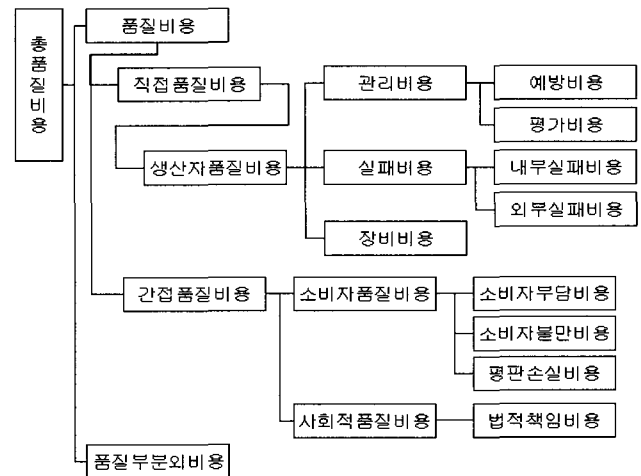 총품질비용
품질비용
직접품질비용
관리비용
예방비용
평가비용
생산자품질비용
실패비용
내부실패비용
외부실패비용
장비비용
간접품질비용
소비자품질비용
소비자부담비용
소비자불만비용
평판손실비용
사회적품질비용
법적책임비용
품질부분외비용